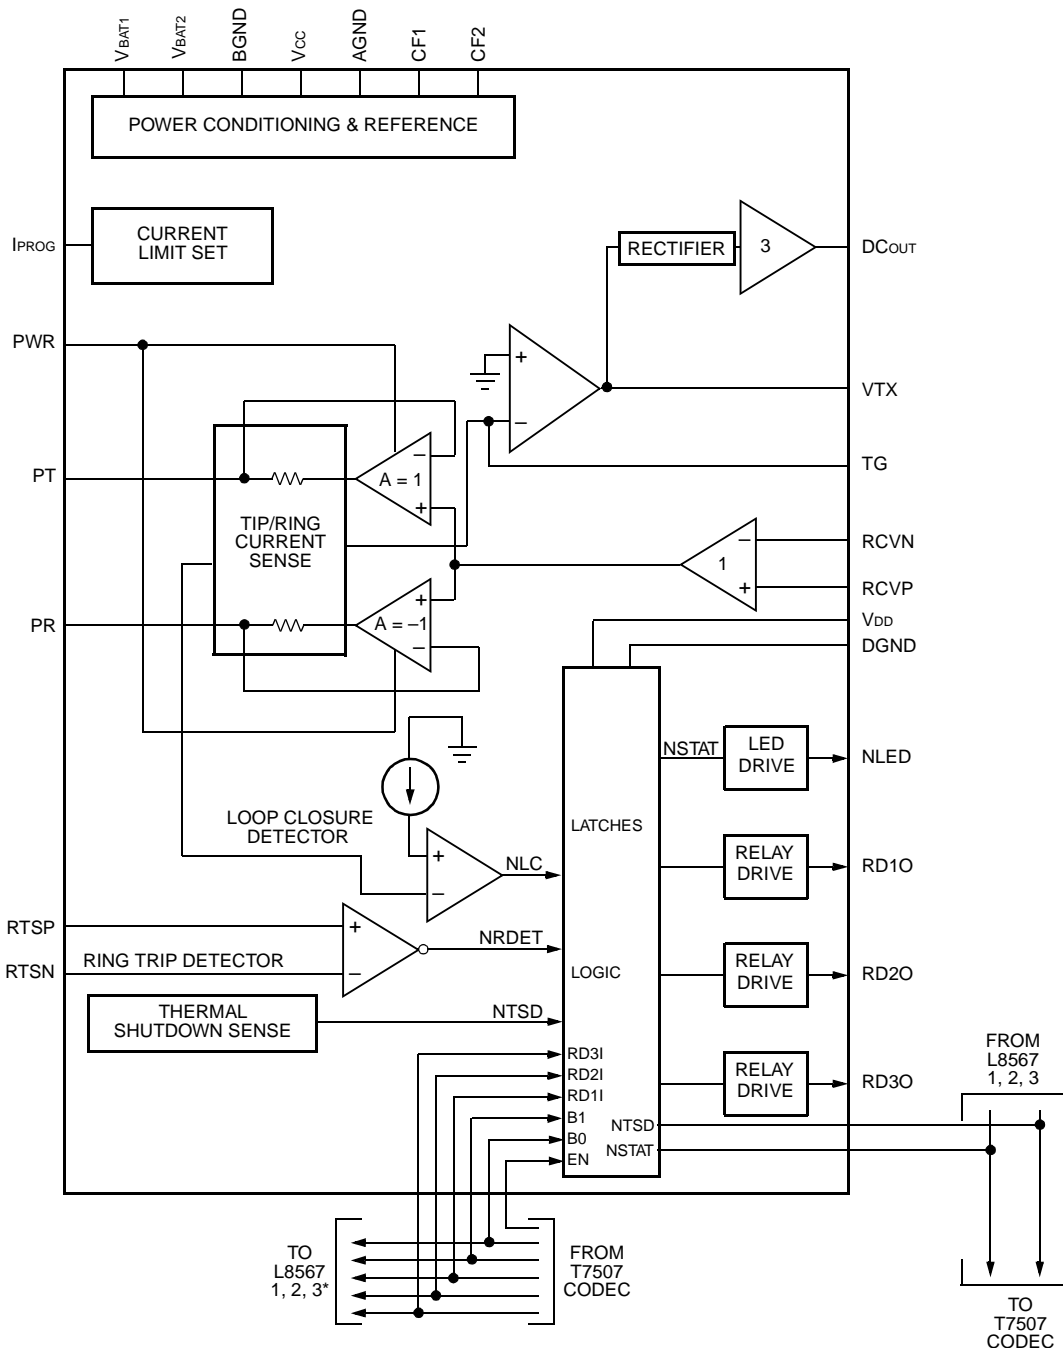 VBAT1
VBAT2
BGND
VCC
AGND
CF1
CF2
POWER CONDITIONING & REFERENCE
IPROG
CURRENT
LIMIT SET
RECTIFIER
3
DCOUT
PWR
+
−
VTX
TG
PT
−
A = 1
+
TIP/RING
CURRENT
SENSE
−
1
+
RCVN
RCVP
PR
+
A = −1
−
VDD
DGND
NSTAT
LED
DRIVE
NLED
LOOP CLOSURE
DETECTOR
+
−
NLC
LATCHES
RELAY
DRIVE
RD1O
RTSP
RTSN
RING TRIP DETECTOR
+
−
NRDET
LOGIC
RELAY
DRIVE
RD2O
THERMAL
SHUTDOWN SENSE
NTSD
RD3I
RD2I
RD1I
B1
B0
EN
RELAY
DRIVE
RD3O
NTSD
NSTAT
FROM
L8567
1, 2, 3
TO
L8567
1, 2, 3*
FROM
T7507
CODEC
TO
T7507
CODEC